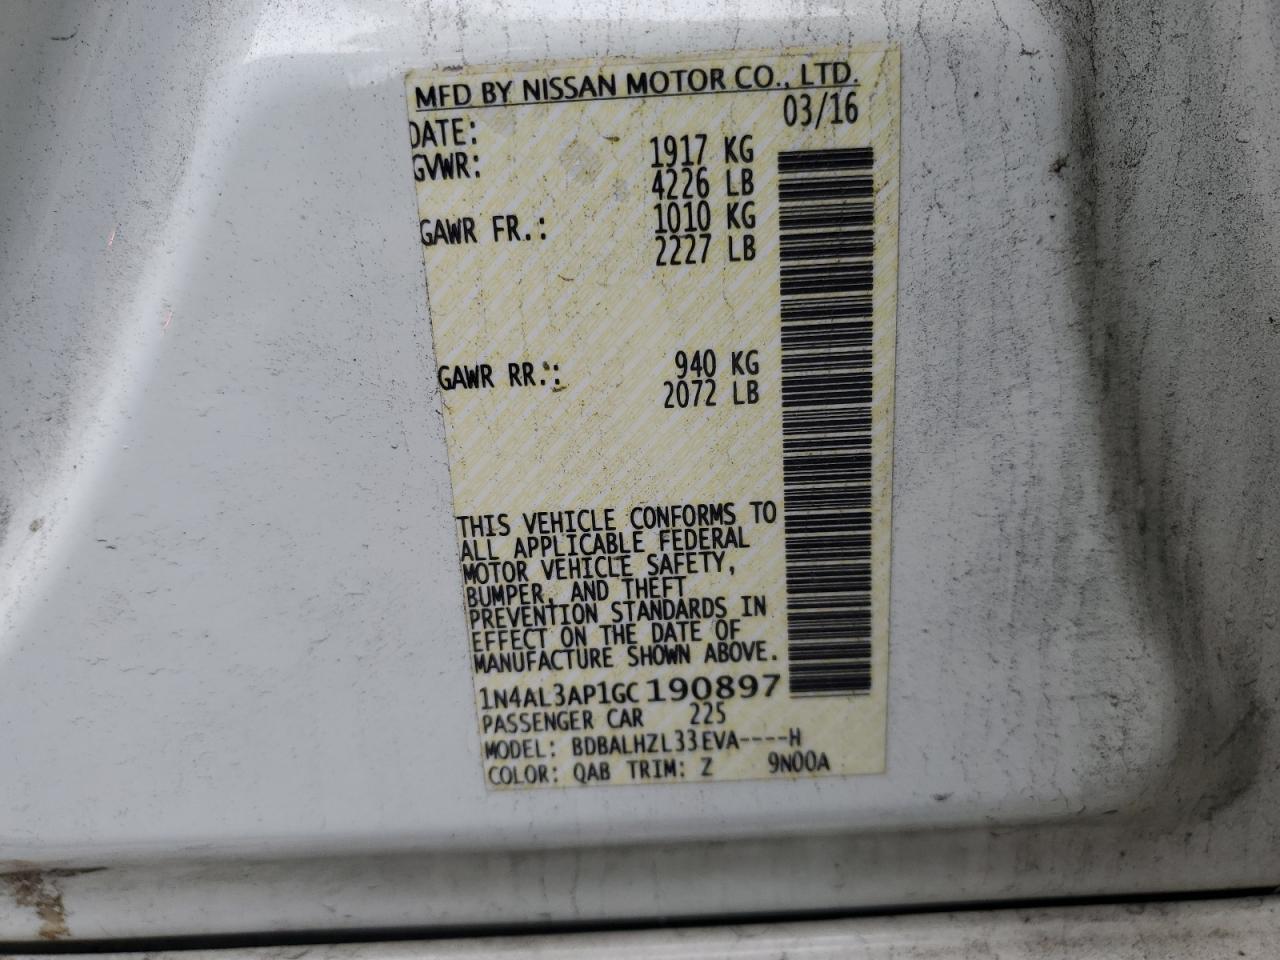 MFD BY NISSAN MOTOR CO., LTD.
DATE: 03/16
GVWR: 1917 KG
4226 LB
GAWR FR.: 1010 KG
2227 LB
GAWR RR.: 940 KG
2072 LB
THIS VEHICLE CONFORMS TO
ALL APPLICABLE FEDERAL
MOTOR VEHICLE SAFETY,
BUMPER, AND THEFT
PREVENTION STANDARDS IN
EFFECT ON THE DATE OF
MANUFACTURE SHOWN ABOVE.
1N4AL3AP1GC190897
PASSENGER CAR 225
MODEL: BDBALHZL33EVA----H
COLOR: QAB TRIM: Z 9N00A